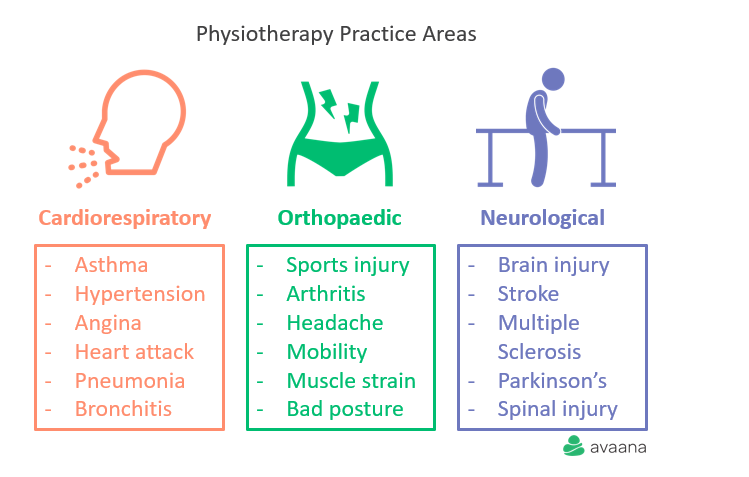 Physiotherapy Practice Areas
Cardiorespiratory
- Asthma
- Hypertension
- Angina
- Heart attack
- Pneumonia
- Bronchitis
Orthopaedic
- Sports injury
- Arthritis
- Headache
- Mobility
- Muscle strain
- Bad posture
Neurological
- Brain injury
- Stroke
- Multiple
Sclerosis
- Parkinson’s
- Spinal injury
avaana